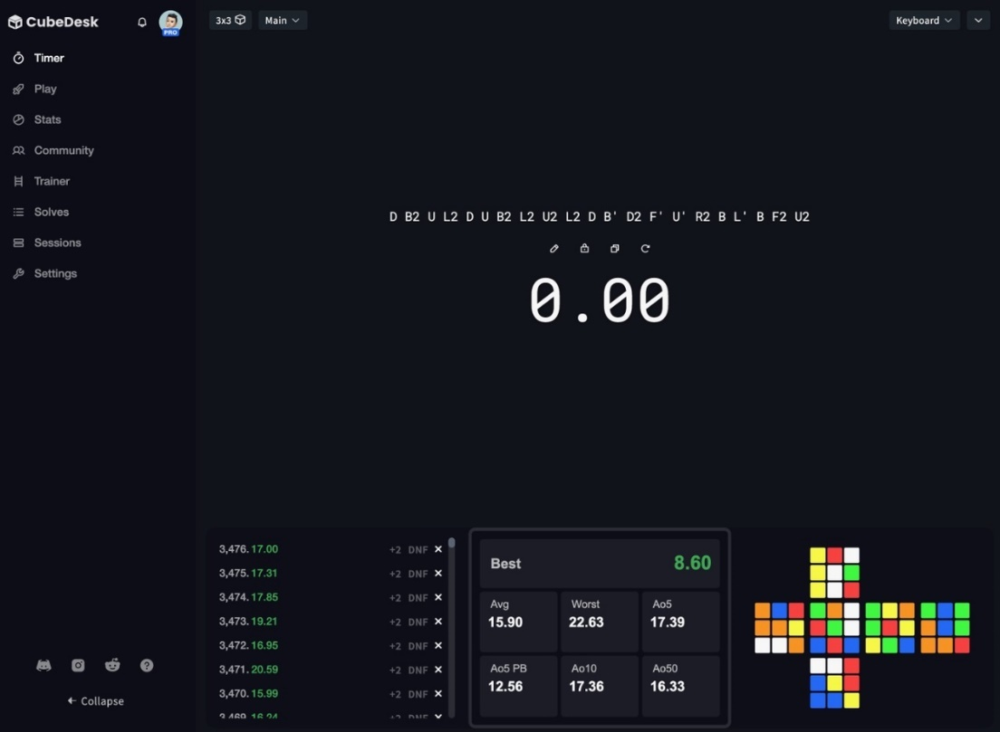 CubeDesk
PRO
3x3
Main
Keyboard
Timer
Play
Stats
Community
Trainer
Solves
Sessions
Settings
D B2 U L2 D U B2 L2 U2 L2 D B' D2 F' U' R2 B L' B F2 U2
0.00
3,476. 17.00 +2 DNF
3,475. 17.31 +2 DNF
3,474. 17.85 +2 DNF
3,473. 19.21 +2 DNF
3,472. 16.95 +2 DNF
3,471. 20.59 +2 DNF
3,470. 15.99 +2 DNF
3,469. 16.24 +2 DNF
Best 8.60
Avg Worst Ao5
15.90 22.63 17.39
Ao5 PB Ao10 Ao50
12.56 17.36 16.33
Collapse